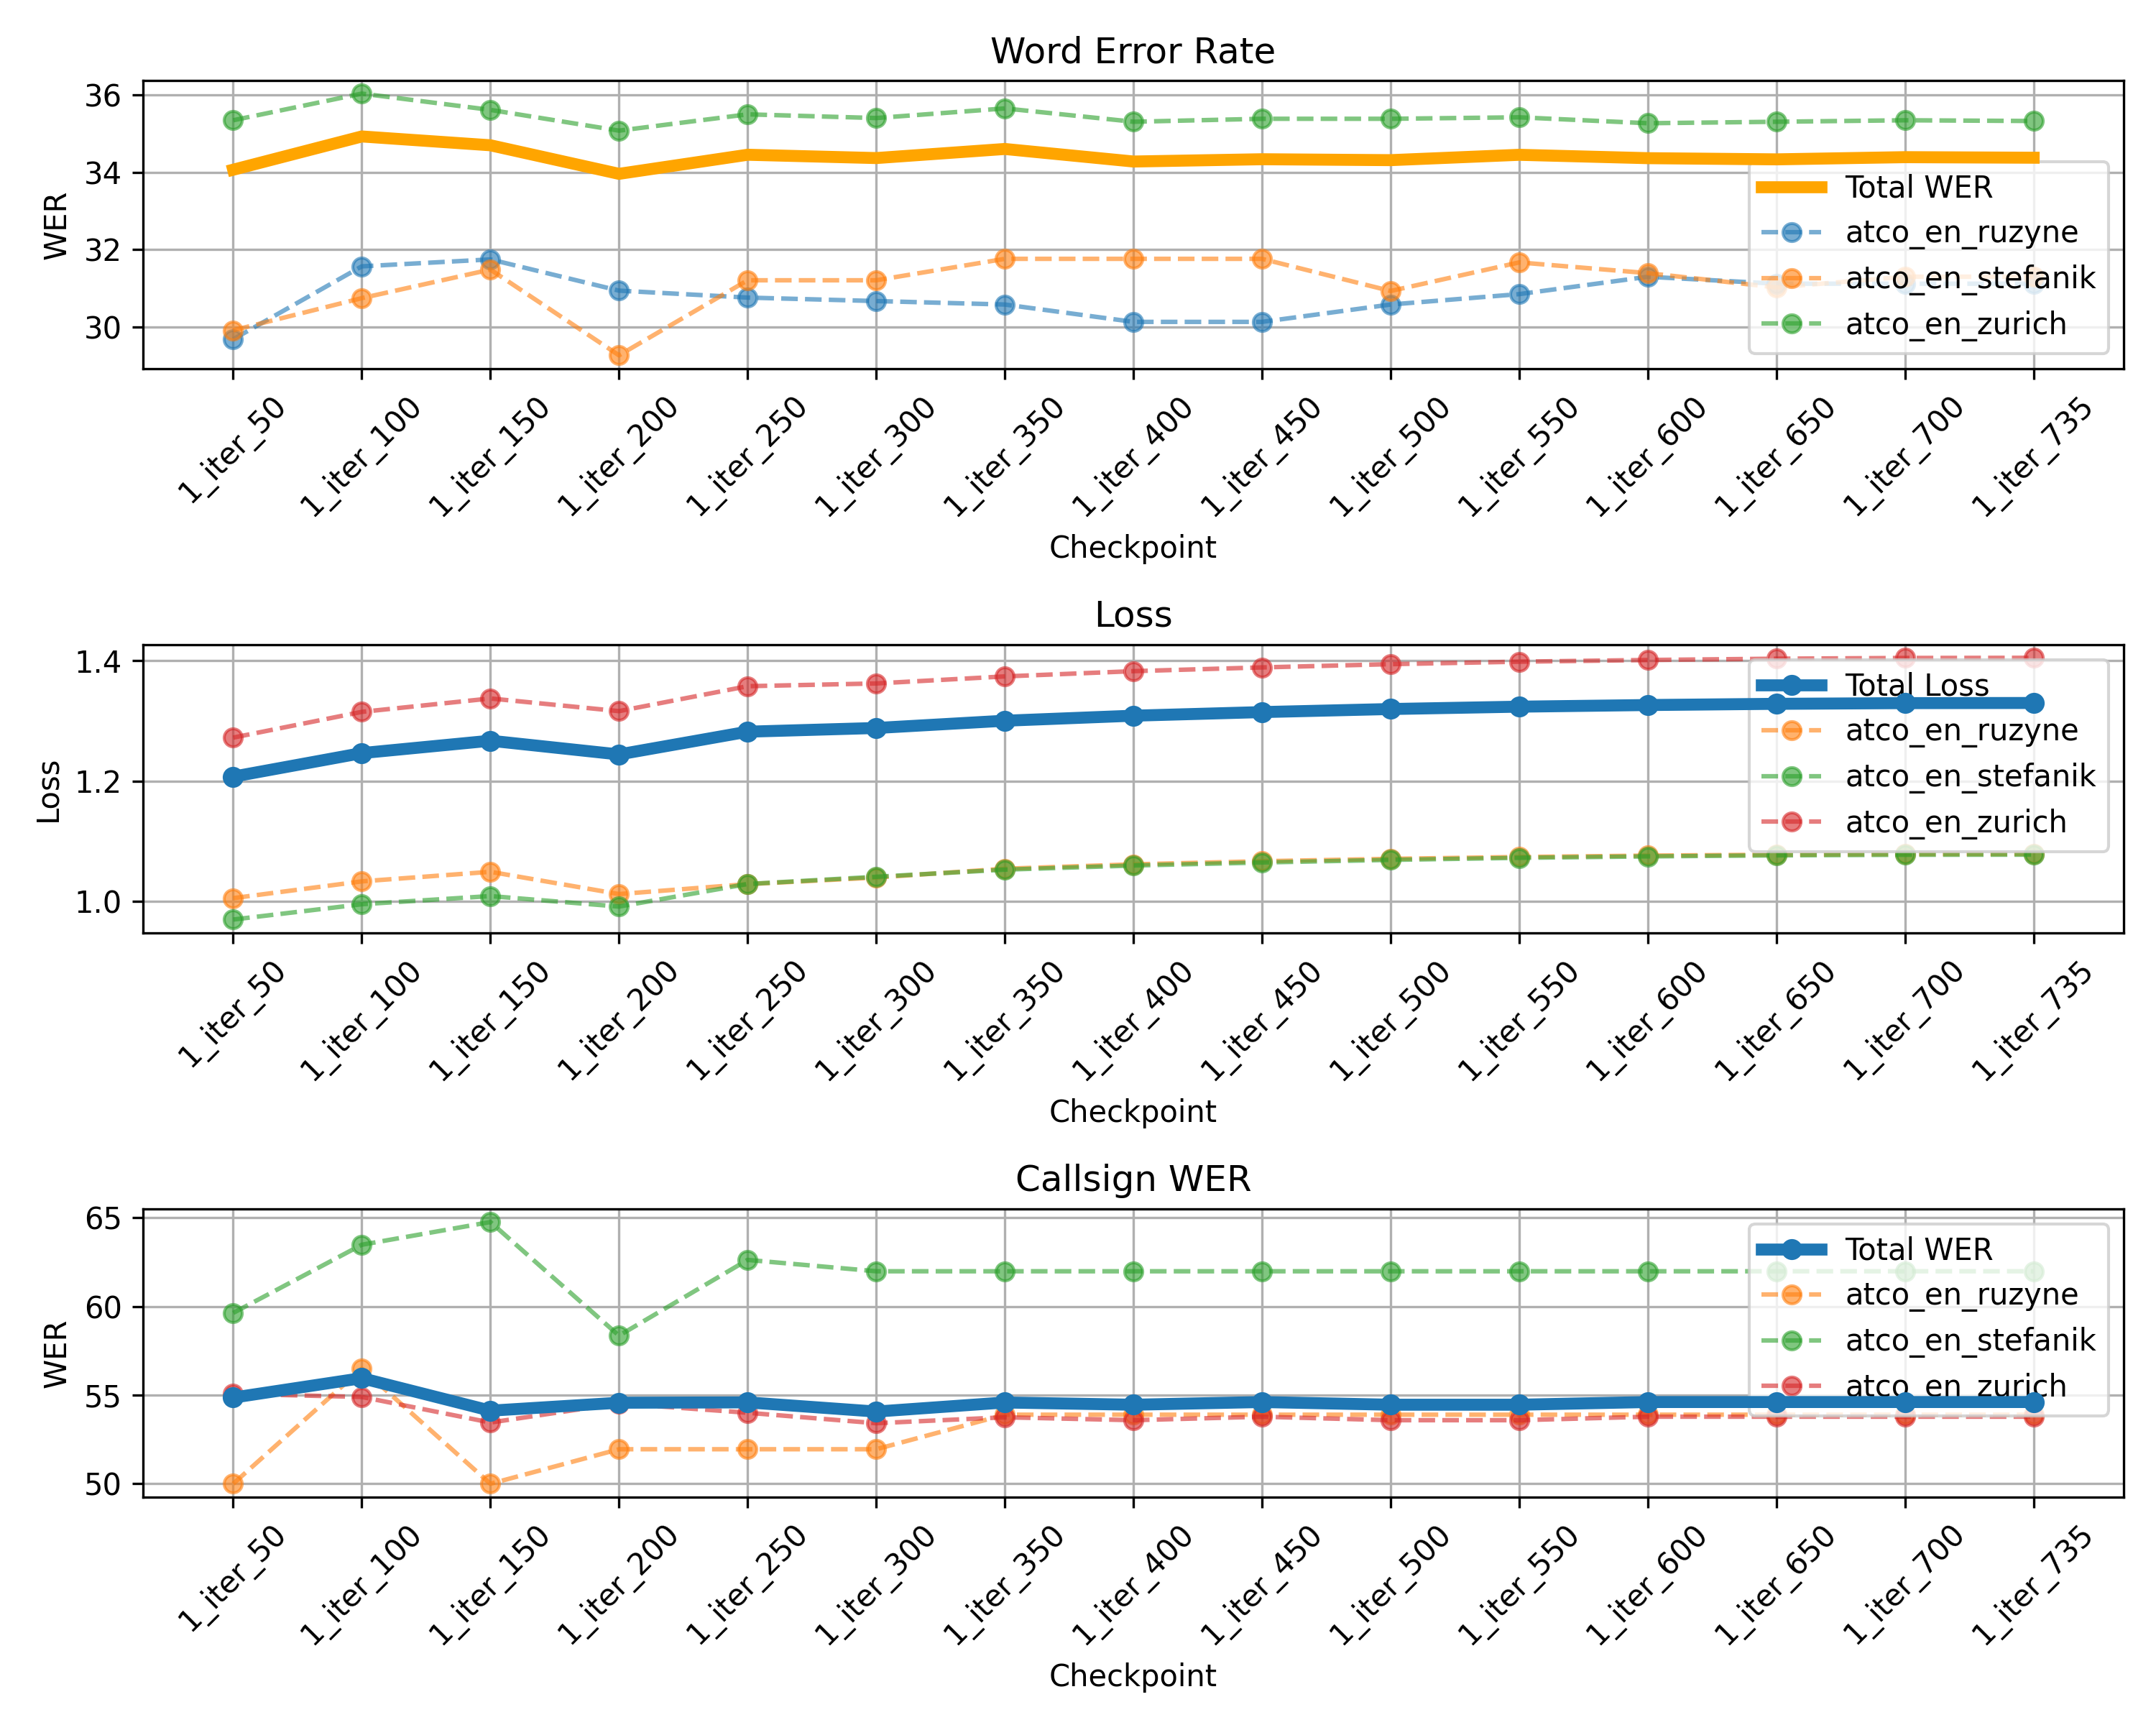 Word Error Rate
WER
36
34
32
30
Total WER
atco_en_ruzyne
atco_en_stefanik
atco_en_zurich
1_iter_50
1_iter_100
1_iter_150
1_iter_200
1_iter_250
1_iter_300
1_iter_350
1_iter_400
1_iter_450
1_iter_500
1_iter_550
1_iter_600
1_iter_650
1_iter_700
1_iter_735
Checkpoint
Loss
Loss
1.4
1.2
1.0
Total Loss
atco_en_ruzyne
atco_en_stefanik
atco_en_zurich
1_iter_50
1_iter_100
1_iter_150
1_iter_200
1_iter_250
1_iter_300
1_iter_350
1_iter_400
1_iter_450
1_iter_500
1_iter_550
1_iter_600
1_iter_650
1_iter_700
1_iter_735
Checkpoint
Callsign WER
WER
65
60
55
50
Total WER
atco_en_ruzyne
atco_en_stefanik
atco_en_zurich
1_iter_50
1_iter_100
1_iter_150
1_iter_200
1_iter_250
1_iter_300
1_iter_350
1_iter_400
1_iter_450
1_iter_500
1_iter_550
1_iter_600
1_iter_650
1_iter_700
1_iter_735
Checkpoint